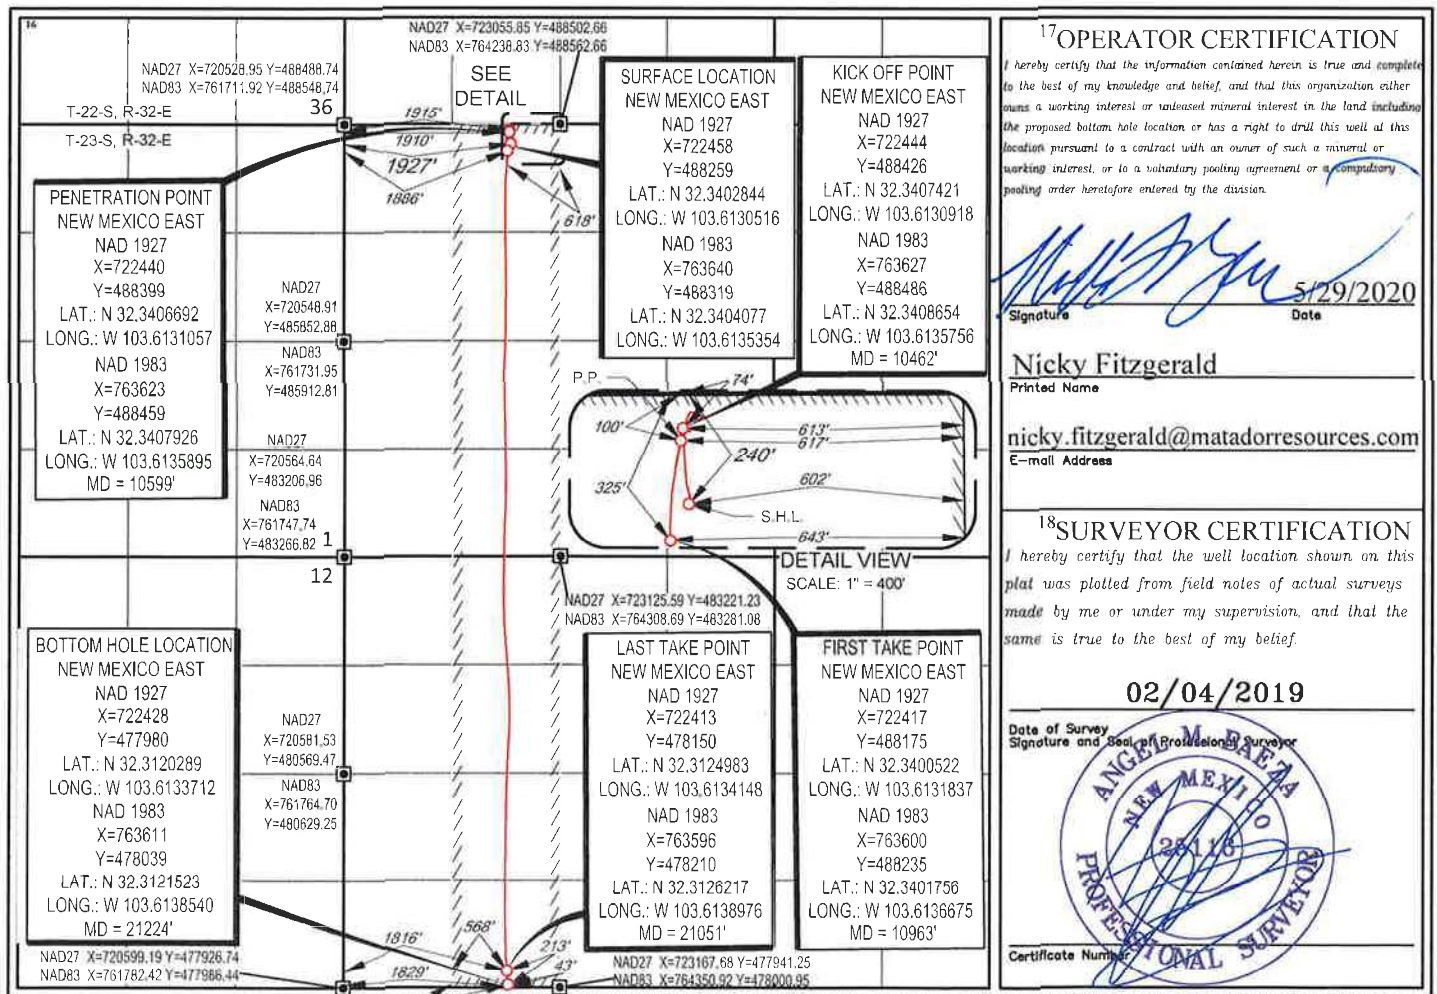 16
NAD27 X=723055.85 Y=488502.66
NAD83 X=764238.83 Y=488562.66
NAD27 X=720528.95 Y=488488.74
NAD83 X=761711.92 Y=488548.74
T-22-S, R-32-E
36
T-23-S, R-32-E
SEE
DETAIL
1915'
1910'
1927'
1886'
618'
PENETRATION POINT
NEW MEXICO EAST
NAD 1927
X=722440
Y=488399
LAT.: N 32.3406692
LONG.: W 103.6131057
NAD 1983
X=763623
Y=488459
LAT.: N 32.3407926
LONG.: W 103.6135895
MD = 10599'
SURFACE LOCATION
NEW MEXICO EAST
NAD 1927
X=722458
Y=488259
LAT.: N 32.3402844
LONG.: W 103.6130516
NAD 1983
X=763640
Y=488319
LAT.: N 32.3404077
LONG.: W 103.6135354
KICK OFF POINT
NEW MEXICO EAST
NAD 1927
X=722444
Y=488426
LAT.: N 32.3407421
LONG.: W 103.6130918
NAD 1983
X=763627
Y=488486
LAT.: N 32.3408654
LONG.: W 103.6135756
MD = 10462'
NAD27
X=720548.91
Y=485852.88
NAD83
X=761731.95
Y=485912.81
NAD27
X=720564.64
Y=483206.96
NAD83
X=761747.74
Y=483266.82
1
12
P.P.
74'
100'
613'
617'
240'
325'
602'
S.H.L.
643'
DETAIL VIEW
SCALE: 1" = 400'
NAD27 X=723125.59 Y=483221.23
NAD83 X=764308.69 Y=483281.08
BOTTOM HOLE LOCATION
NEW MEXICO EAST
NAD 1927
X=722428
Y=477980
LAT.: N 32.3120289
LONG.: W 103.6133712
NAD 1983
X=763611
Y=478039
LAT.: N 32.3121523
LONG.: W 103.6138540
MD = 21224'
NAD27
X=720581.53
Y=480569.47
NAD83
X=761764.70
Y=480629.25
LAST TAKE POINT
NEW MEXICO EAST
NAD 1927
X=722413
Y=478150
LAT.: N 32.3124983
LONG.: W 103.6134148
NAD 1983
X=763596
Y=478210
LAT.: N 32.3126217
LONG.: W 103.6138976
MD = 21051'
FIRST TAKE POINT
NEW MEXICO EAST
NAD 1927
X=722417
Y=488175
LAT.: N 32.3400522
LONG.: W 103.6131837
NAD 1983
X=763600
Y=488235
LAT.: N 32.3401756
LONG.: W 103.6136675
MD = 10963'
1816'
568'
213'
1829'
43'
NAD27 X=720599.19 Y=477926.74
NAD83 X=761782.42 Y=477986.44
NAD27 X=723167.68 Y=477941.25
NAD83 X=764350.92 Y=478000.95
17 OPERATOR CERTIFICATION
I hereby certify that the information contained herein is true and complete
to the best of my knowledge and belief, and that this organization either
owns a working interest or unleased mineral interest in the land including
the proposed bottom hole location or has a right to drill this well at this
location pursuant to a contract with an owner of such a mineral or
working interest, or to a voluntary pooling agreement or a compulsory
pooling order heretofore entered by the division.
5/29/2020
Signature Date
Nicky Fitzgerald
Printed Name
nicky.fitzgerald@matadorresources.com
E-mail Address
18 SURVEYOR CERTIFICATION
I hereby certify that the well location shown on this
plat was plotted from field notes of actual surveys
made by me or under my supervision, and that the
same is true to the best of my belief.
02/04/2019
Date of Survey
Signature and Seal of Professional Surveyor
ANGEL M. BAEZA
NEW MEXICO
25116
PROFESSIONAL SURVEYOR
Certificate Number